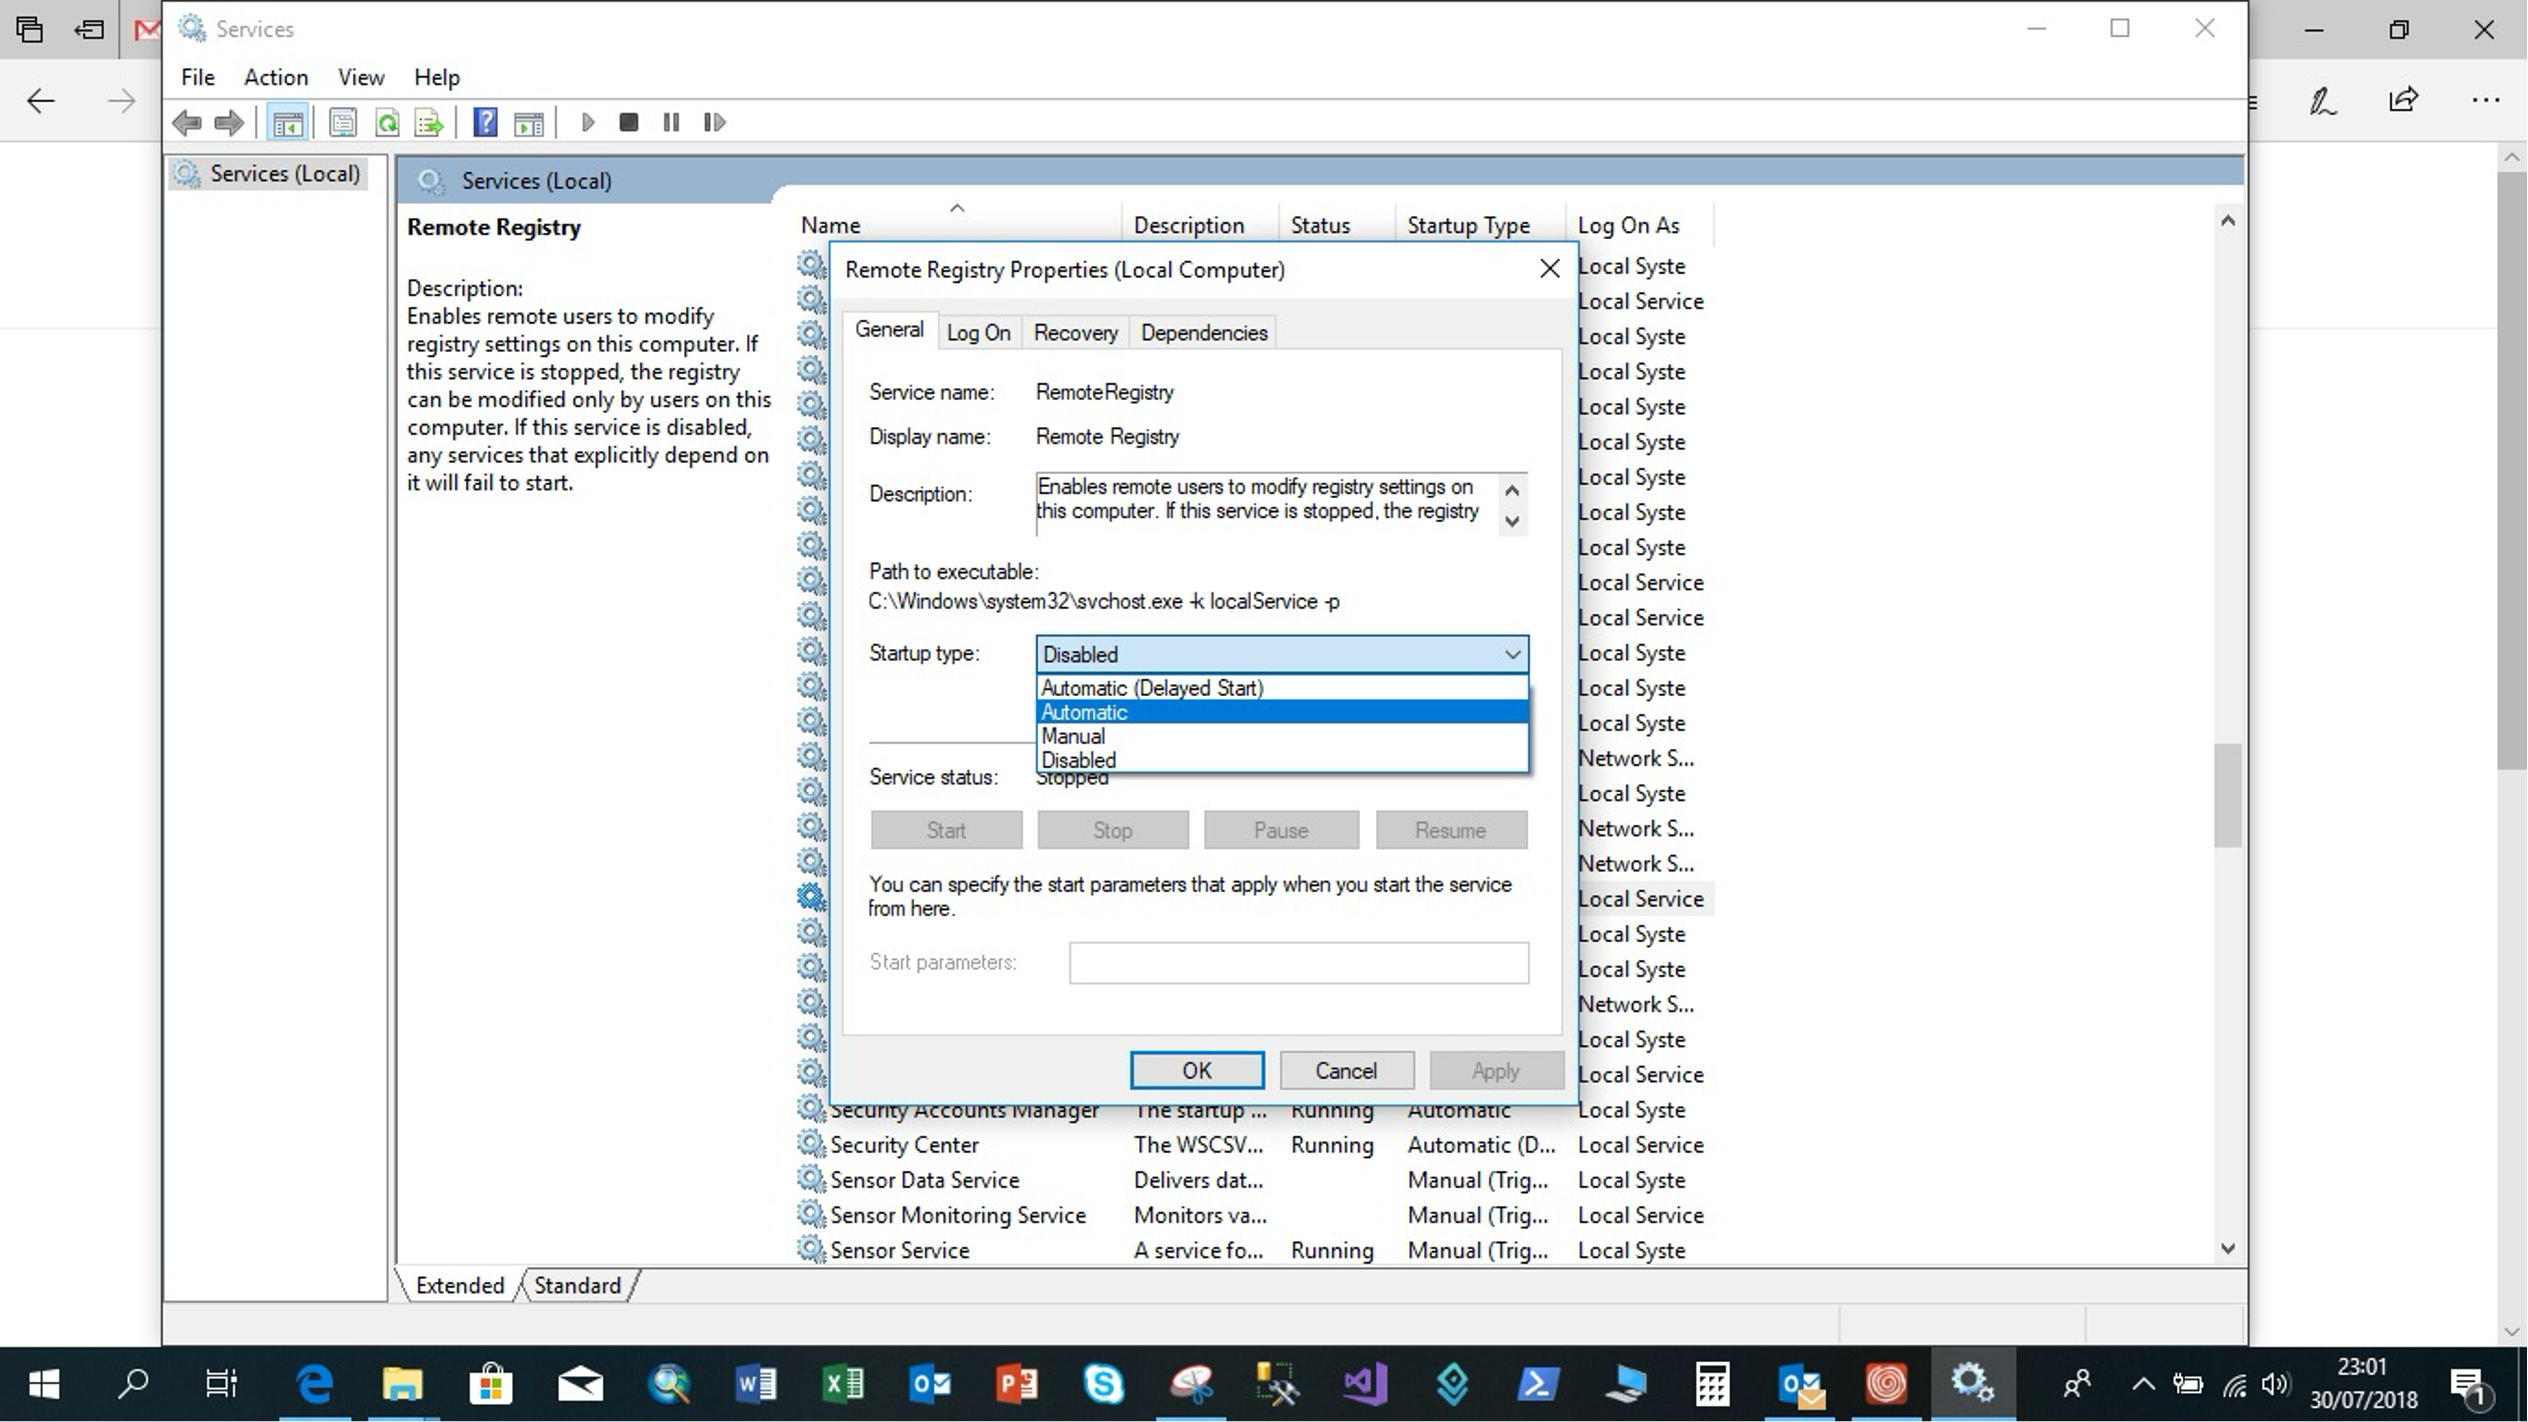 Services
File Action View Help
Services (Local)
Services (Local)
Remote Registry
Description:
Enables remote users to modify
registry settings on this computer. If
this service is stopped, the registry
can be modified only by users on this
computer. If this service is disabled,
any services that explicitly depend on
it will fail to start.
Name Description Status Startup Type Log On As
Remote Registry Properties (Local Computer)
General Log On Recovery Dependencies
Service name: RemoteRegistry
Display name: Remote Registry
Description: Enables remote users to modify registry settings on
this computer. If this service is stopped, the registry
Path to executable:
C:\Windows\system32\svchost.exe -k localService -p
Startup type: Disabled
Automatic (Delayed Start)
Automatic
Manual
Disabled
Service status: Stopped
Start Stop Pause Resume
You can specify the start parameters that apply when you start the service
from here.
Start parameters:
OK Cancel Apply
Local Syste
Local Service
Local Syste
Local Syste
Local Syste
Local Syste
Local Syste
Local Syste
Local Syste
Local Service
Local Service
Local Syste
Local Syste
Local Syste
Network S...
Local Syste
Network S...
Network S...
Local Service
Local Syste
Local Syste
Network S...
Local Syste
Local Service
Security Accounts Manager The startup ... Running Automatic Local Syste
Security Center The WSCSV... Running Automatic (D... Local Service
Sensor Data Service Delivers dat... Manual (Trig... Local Syste
Sensor Monitoring Service Monitors va... Manual (Trig... Local Service
Sensor Service A service fo... Running Manual (Trig... Local Syste
Extended Standard
23:01
30/07/2018
1